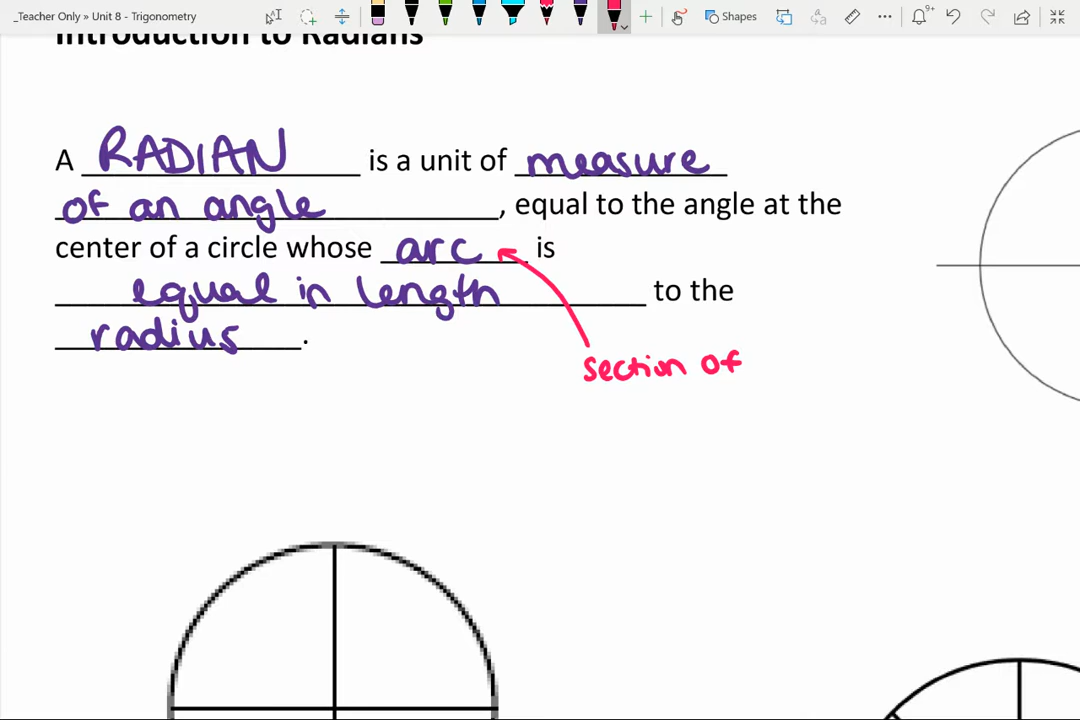 _Teacher Only » Unit 8 - Trigonometry
Shapes
9+
Introduction to Radians
A RADIAN is a unit of measure
of an angle, equal to the angle at the
center of a circle whose arc is
equal in length to the
radius.
section of